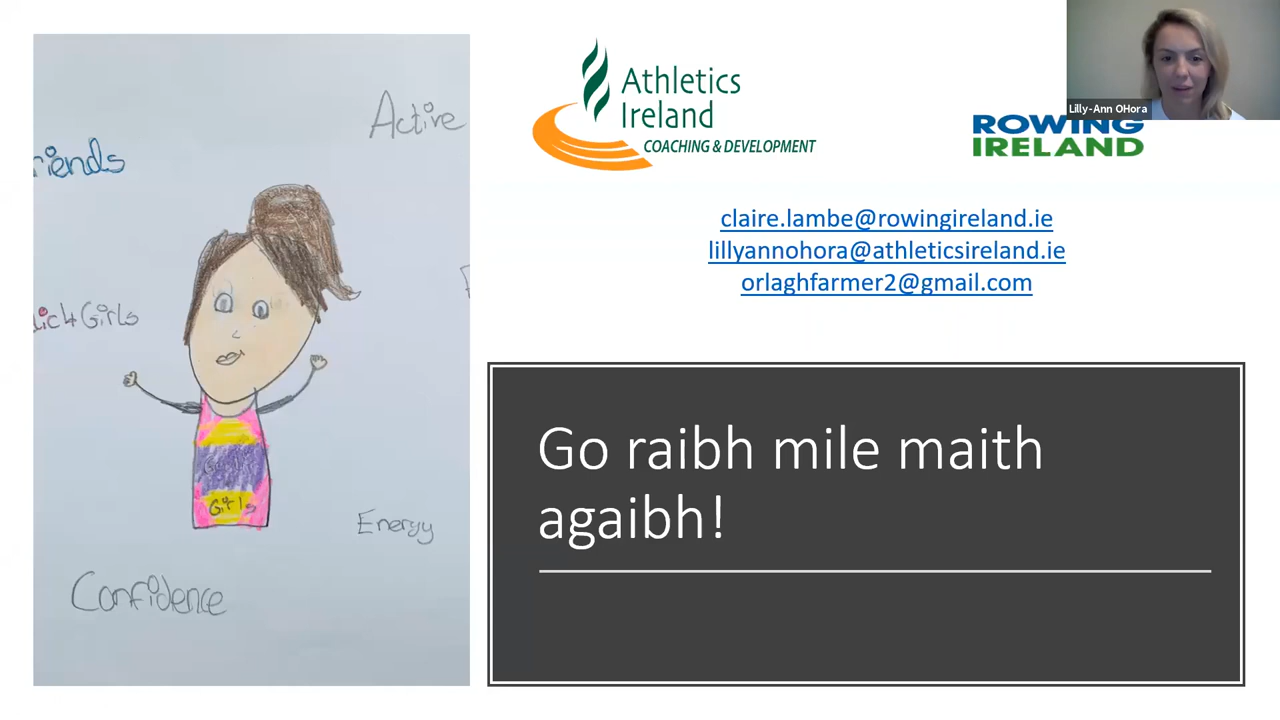 Active
riends
Girls
Girls
Energy
Confidence
Athletics
Ireland
COACHING & DEVELOPMENT
Lilly-Ann OHora
ROWING
IRELAND
claire.lambe@rowingireland.ie
lillyannohora@athleticsireland.ie
orlaghfarmer2@gmail.com
Go raibh mile maith
agaibh!